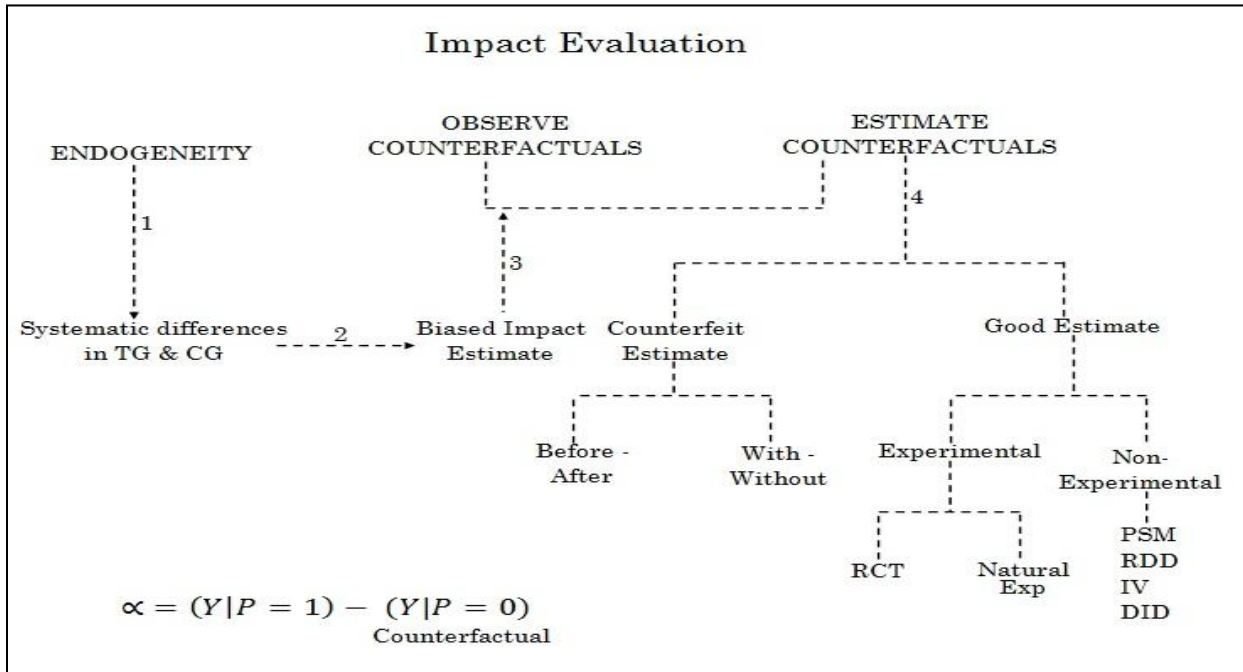 Impact Evaluation
ENDOGENEITY
OBSERVE
COUNTERFACTUALS
ESTIMATE
COUNTERFACTUALS
1
4
3
Systematic differences
in TG & CG
2
Biased Impact
Estimate
Counterfeit
Estimate
Good Estimate
Before -
After
With -
Without
Experimental
Non-
Experimental
RCT
Natural
Exp
PSM
RDD
IV
DID
∝ = (Y|P = 1) − (Y|P = 0)
Counterfactual